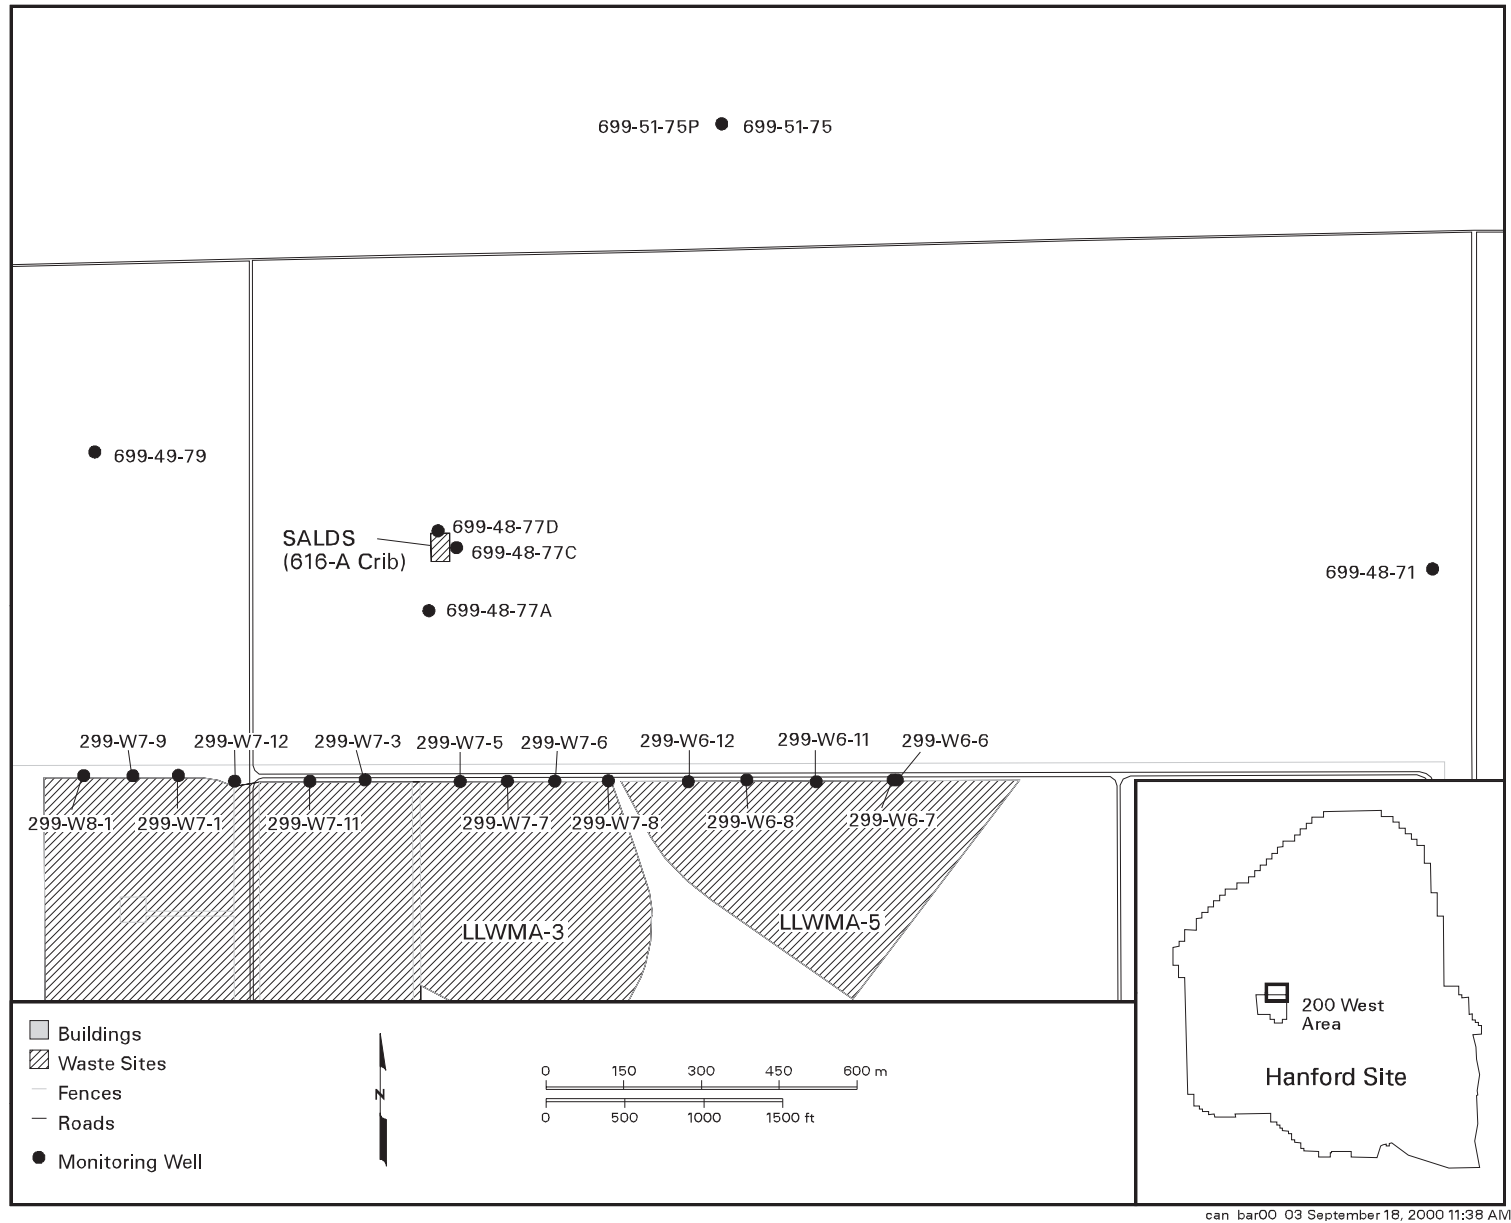 699-51-75P 699-51-75
699-49-79
SALDS
(616-A Crib)
699-48-77D
699-48-77C
699-48-71
699-48-77A
299-W7-9 299-W7-12 299-W7-3 299-W7-5 299-W7-6 299-W6-12 299-W6-11 299-W6-6
299-W8-1 299-W7-1 299-W7-11 299-W7-7 299-W7-8 299-W6-8 299-W6-7
LLWMA-3
LLWMA-5
Buildings
Waste Sites
Fences
Roads
Monitoring Well
N
0 150 300 450 600 m
0 500 1000 1500 ft
200 West
Area
Hanford Site
can bar00 03 September 18, 2000 11:38 AM